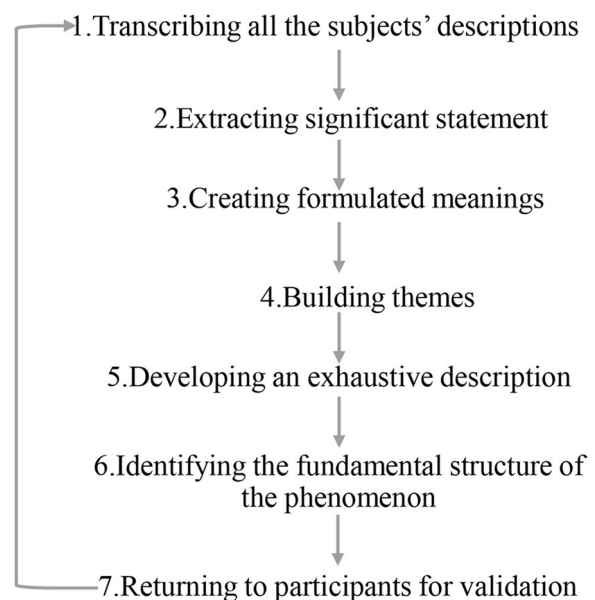 1.Transcribing all the subjects’ descriptions
2.Extracting significant statement
3.Creating formulated meanings
4.Building themes
5.Developing an exhaustive description
6.Identifying the fundamental structure of
the phenomenon
7.Returning to participants for validation